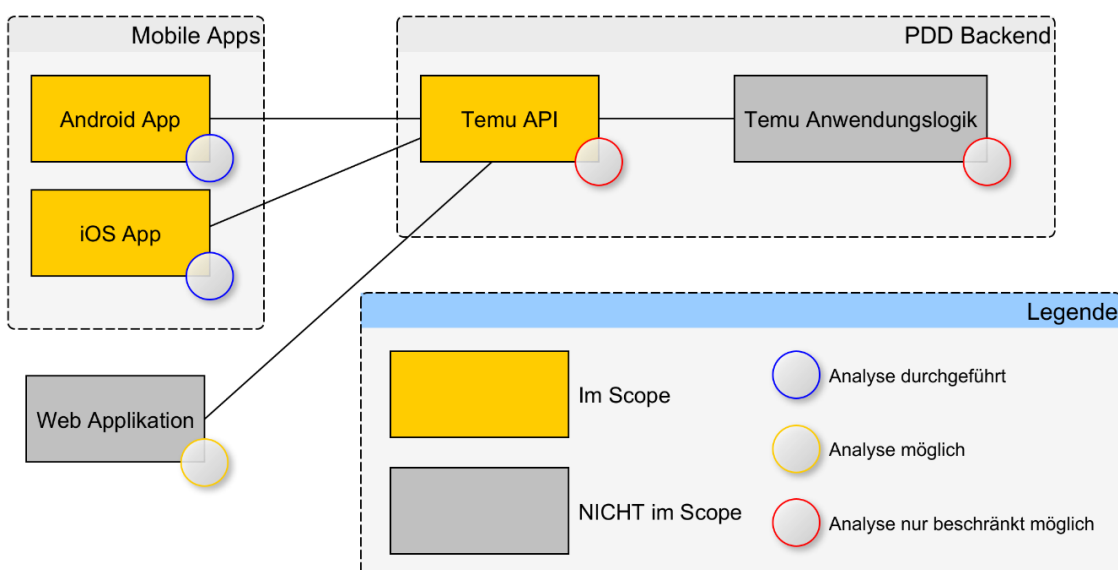 Mobile Apps
PDD Backend
Android App
Temu API
Temu Anwendungslogik
iOS App
Legende
Web Applikation
Im Scope
NICHT im Scope
Analyse durchgeführt
Analyse möglich
Analyse nur beschränkt möglich